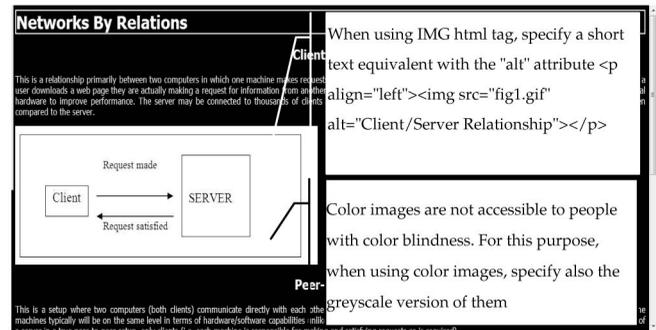 Networks By Relations
Client
This is a relationship primarily between two computers in which one machine makes request
user downloads a web page they are actually making a request for information from another
hardware to improve performance. The server may be connected to thousands of clients
compared to the server.
When using IMG html tag, specify a short
text equivalent with the "alt" attribute <p
align="left"><img src="fig1.gif"
alt="Client/Server Relationship"></p>
Request made
Client
SERVER
Request satisfied
Color images are not accessible to people
with color blindness. For this purpose,
when using color images, specify also the
greyscale version of them
Peer-
This is a setup where two computers (both clients) communicate directly with each othe
machines typically will be on the same level in terms of hardware/software capabilities unlik